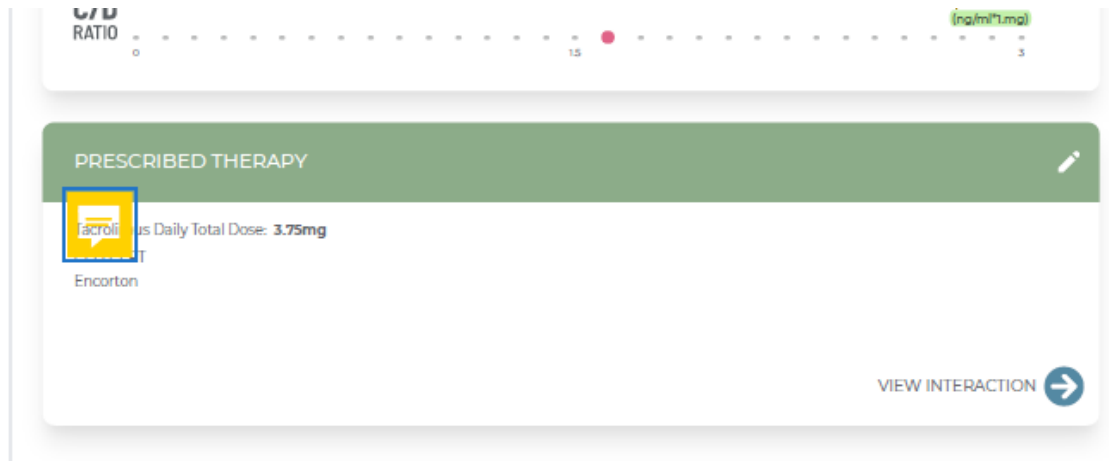 C/D
RATIO
(ng/ml*1.mg)
0
1.5
3
PRESCRIBED THERAPY
Daily Total Dose: 3.75mg
Encorton
VIEW INTERACTION